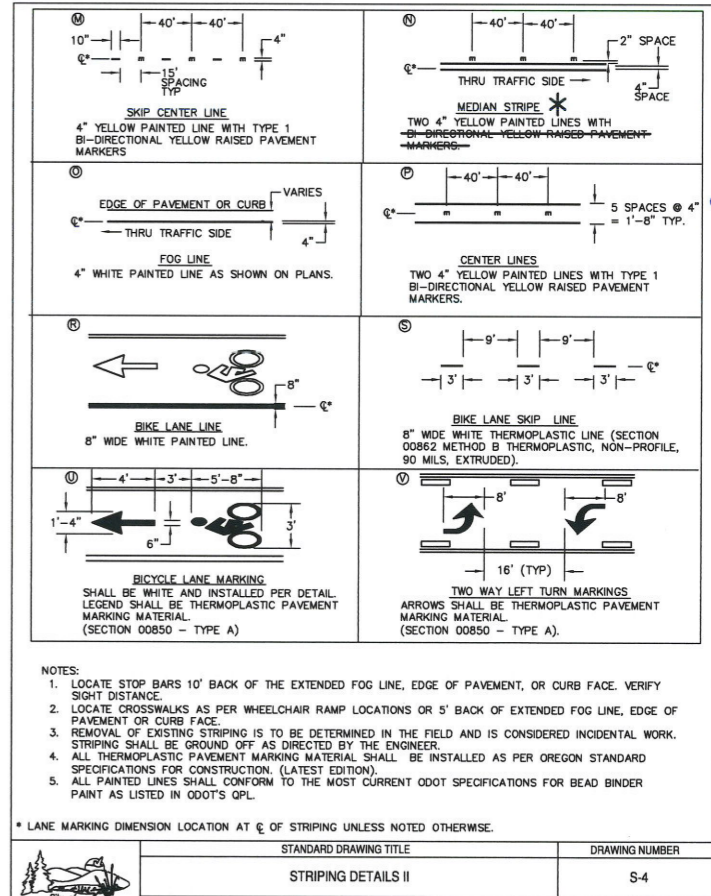 M
40'
40'
10"
4"
℄*
15'
SPACING
TYP
SKIP CENTER LINE
4" YELLOW PAINTED LINE WITH TYPE 1
BI-DIRECTIONAL YELLOW RAISED PAVEMENT
MARKERS
N
40'
40'
2" SPACE
℄*
THRU TRAFFIC SIDE
4"
SPACE
MEDIAN STRIPE *
TWO 4" YELLOW PAINTED LINES WITH
BI-DIRECTIONAL YELLOW RAISED PAVEMENT
MARKERS.
O
EDGE OF PAVEMENT OR CURB
VARIES
℄*
THRU TRAFFIC SIDE
4"
FOG LINE
4" WHITE PAINTED LINE AS SHOWN ON PLANS.
P
40'
40'
℄*
5 SPACES @ 4"
= 1'-8" TYP.
CENTER LINES
TWO 4" YELLOW PAINTED LINES WITH TYPE 1
BI-DIRECTIONAL YELLOW RAISED PAVEMENT
MARKERS.
R
8"
℄*
BIKE LANE LINE
8" WIDE WHITE PAINTED LINE.
S
9'
9'
℄*
3'
3'
3'
BIKE LANE SKIP LINE
8" WIDE WHITE THERMOPLASTIC LINE (SECTION
00862 METHOD B THERMOPLASTIC, NON-PROFILE,
90 MILS, EXTRUDED).
U
4'
3'
5'-8"
1'-4"
6"
3'
BICYCLE LANE MARKING
SHALL BE WHITE AND INSTALLED PER DETAIL.
LEGEND SHALL BE THERMOPLASTIC PAVEMENT
MARKING MATERIAL.
(SECTION 00850 - TYPE A)
V
8'
8'
16' (TYP)
TWO WAY LEFT TURN MARKINGS
ARROWS SHALL BE THERMOPLASTIC PAVEMENT
MARKING MATERIAL.
(SECTION 00850 - TYPE A).
NOTES:
1. LOCATE STOP BARS 10' BACK OF THE EXTENDED FOG LINE, EDGE OF PAVEMENT, OR CURB FACE. VERIFY
SIGHT DISTANCE.
2. LOCATE CROSSWALKS AS PER WHEELCHAIR RAMP LOCATIONS OR 5' BACK OF EXTENDED FOG LINE, EDGE OF
PAVEMENT OR CURB FACE.
3. REMOVAL OF EXISTING STRIPING IS TO BE DETERMINED IN THE FIELD AND IS CONSIDERED INCIDENTAL WORK.
STRIPING SHALL BE GROUND OFF AS DIRECTED BY THE ENGINEER.
4. ALL THERMOPLASTIC PAVEMENT MARKING MATERIAL SHALL BE INSTALLED AS PER OREGON STANDARD
SPECIFICATIONS FOR CONSTRUCTION. (LATEST EDITION).
5. ALL PAINTED LINES SHALL CONFORM TO THE MOST CURRENT ODOT SPECIFICATIONS FOR BEAD BINDER
PAINT AS LISTED IN ODOT'S QPL.
* LANE MARKING DIMENSION LOCATION AT ℄ OF STRIPING UNLESS NOTED OTHERWISE.
STANDARD DRAWING TITLE
DRAWING NUMBER
STRIPING DETAILS II
S-4